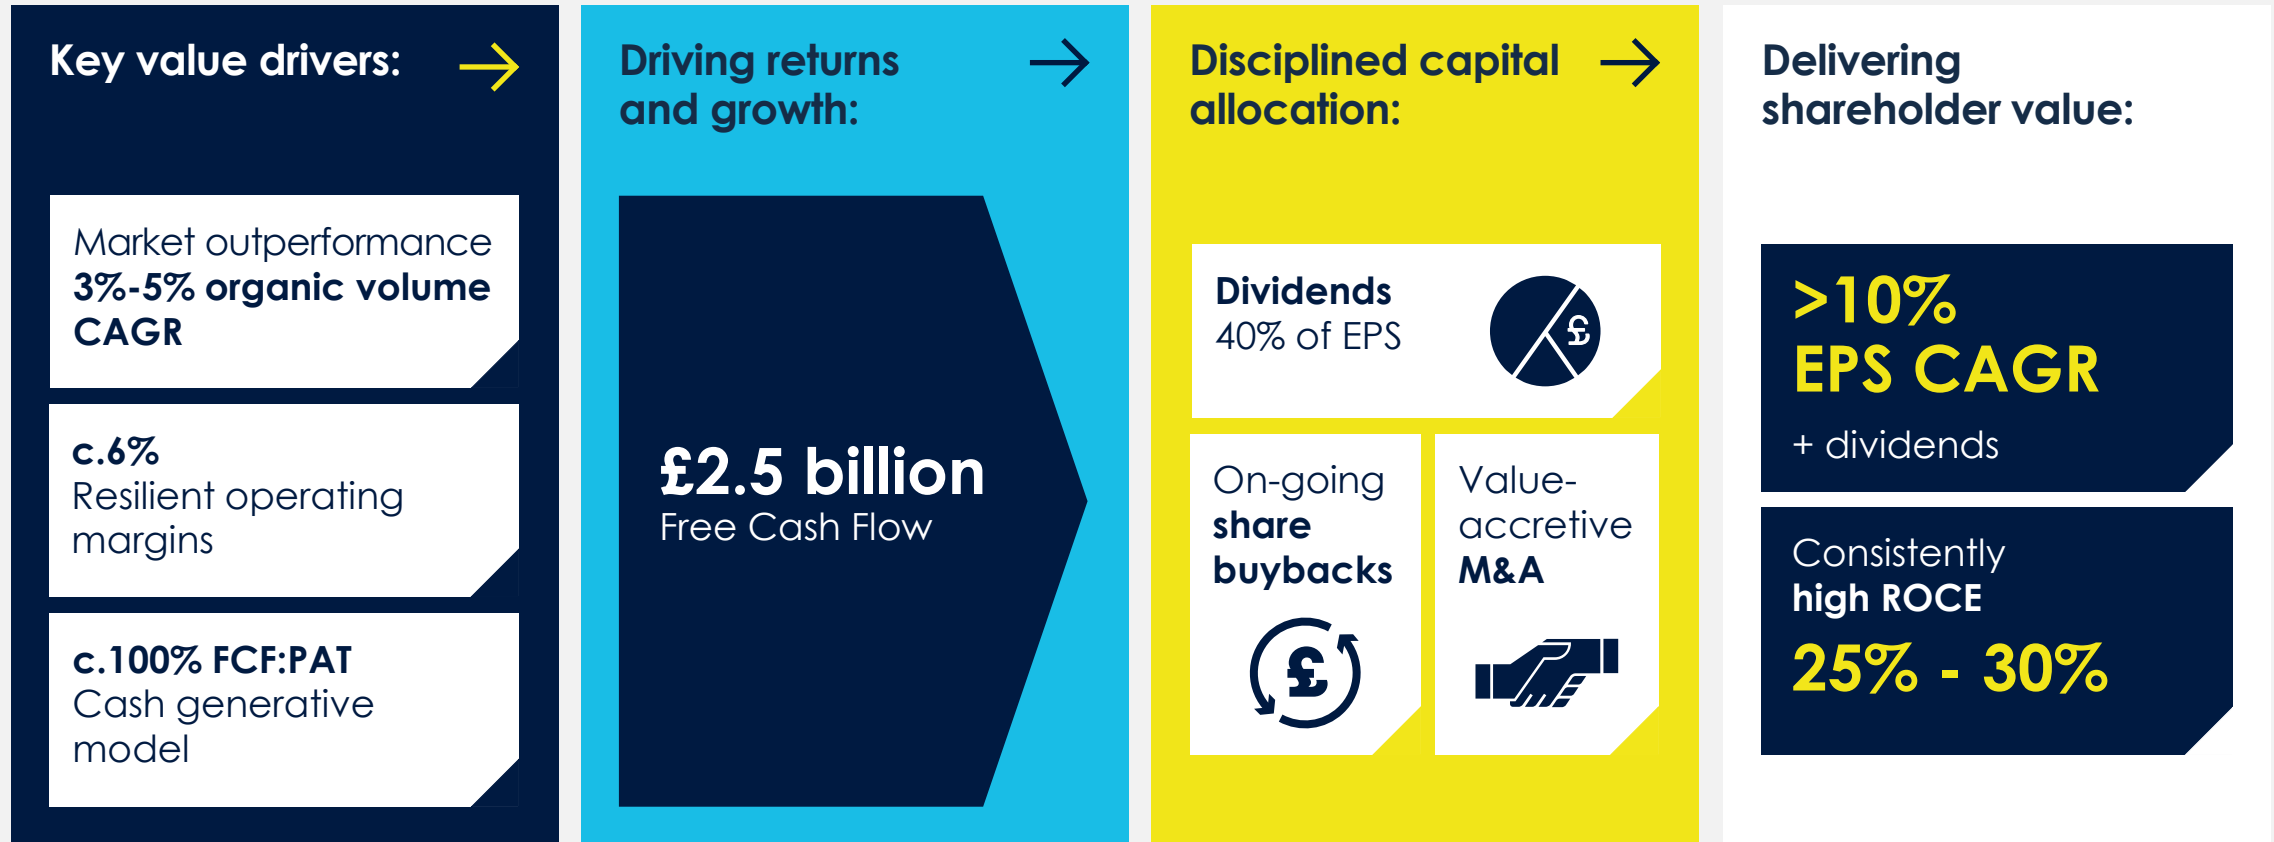 Key value drivers:
Market outperformance
3%-5% organic volume
CAGR
c.6%
Resilient operating
margins
c.100% FCF:PAT
Cash generative
model
Driving returns
and growth:
£2.5 billion
Free Cash Flow
Disciplined capital
allocation:
Dividends
40% of EPS
£
On-going
share
buybacks
£
Value-
accretive
M&A
Delivering
shareholder value:
>10%
EPS CAGR
+ dividends
Consistently
high ROCE
25% - 30%